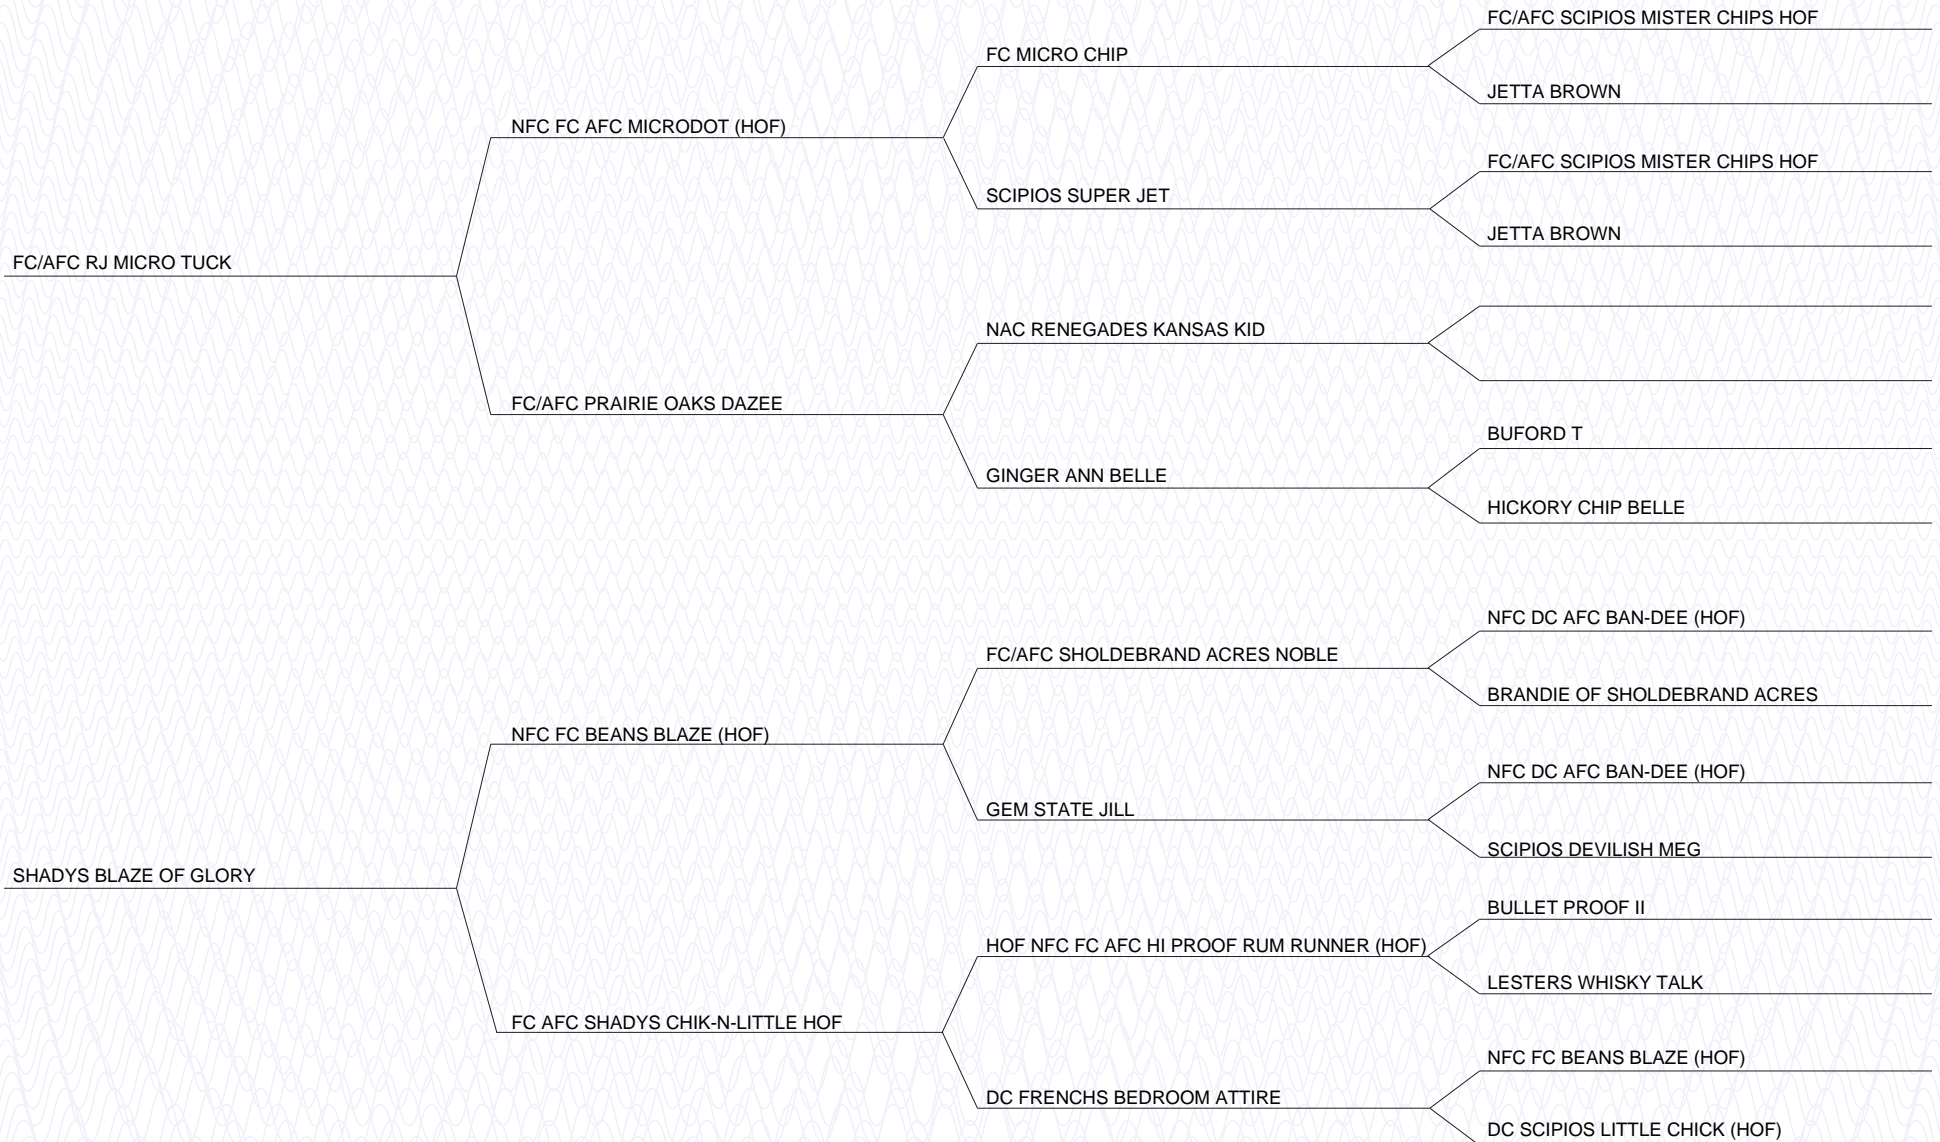 FC/AFC SCIPIOS MISTER CHIPS HOF
FC MICRO CHIP
JETTA BROWN
NFC FC AFC MICRODOT (HOF)
FC/AFC SCIPIOS MISTER CHIPS HOF
SCIPIOS SUPER JET
JETTA BROWN
FC/AFC RJ MICRO TUCK
NAC RENEGADES KANSAS KID
FC/AFC PRAIRIE OAKS DAZEE
BUFORD T
GINGER ANN BELLE
HICKORY CHIP BELLE
NFC DC AFC BAN-DEE (HOF)
FC/AFC SHOLDEBRAND ACRES NOBLE
BRANDIE OF SHOLDEBRAND ACRES
NFC FC BEANS BLAZE (HOF)
NFC DC AFC BAN-DEE (HOF)
GEM STATE JILL
SCIPIOS DEVILISH MEG
SHADYS BLAZE OF GLORY
BULLET PROOF II
HOF NFC FC AFC HI PROOF RUM RUNNER (HOF)
LESTERS WHISKY TALK
FC AFC SHADYS CHIK-N-LITTLE HOF
NFC FC BEANS BLAZE (HOF)
DC FRENCHS BEDROOM ATTIRE
DC SCIPIOS LITTLE CHICK (HOF)